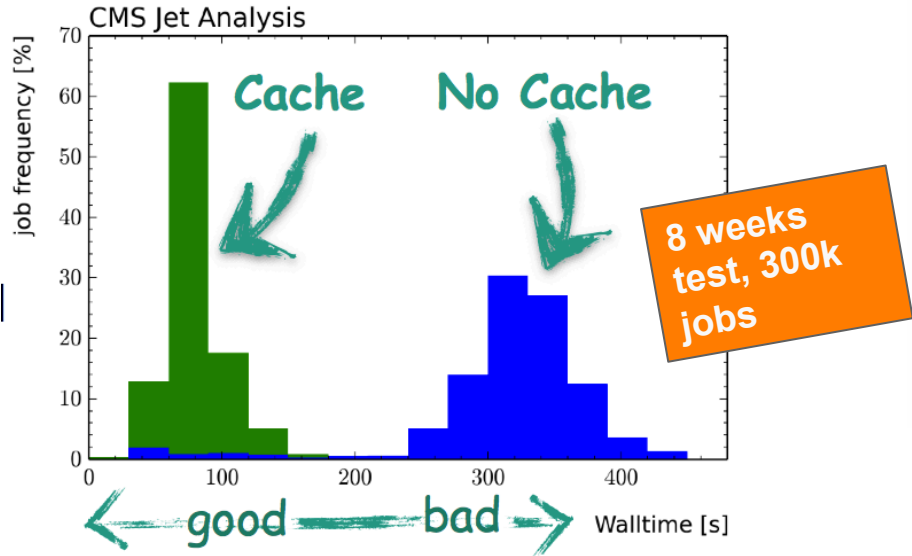 CMS Jet Analysis
job frequency [%]
70
60
50
40
30
20
10
0
Cache
No Cache
8 weeks
test, 300k
jobs
0 100 200 300 400
good bad
Walltime [s]